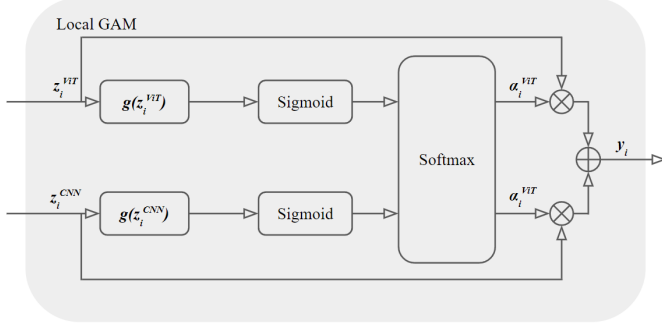 Local GAM
z_i^ViT
g(z_i^ViT)
Sigmoid
α_i^ViT
Softmax
y_i
z_i^CNN
g(z_i^CNN)
Sigmoid
α_i^ViT